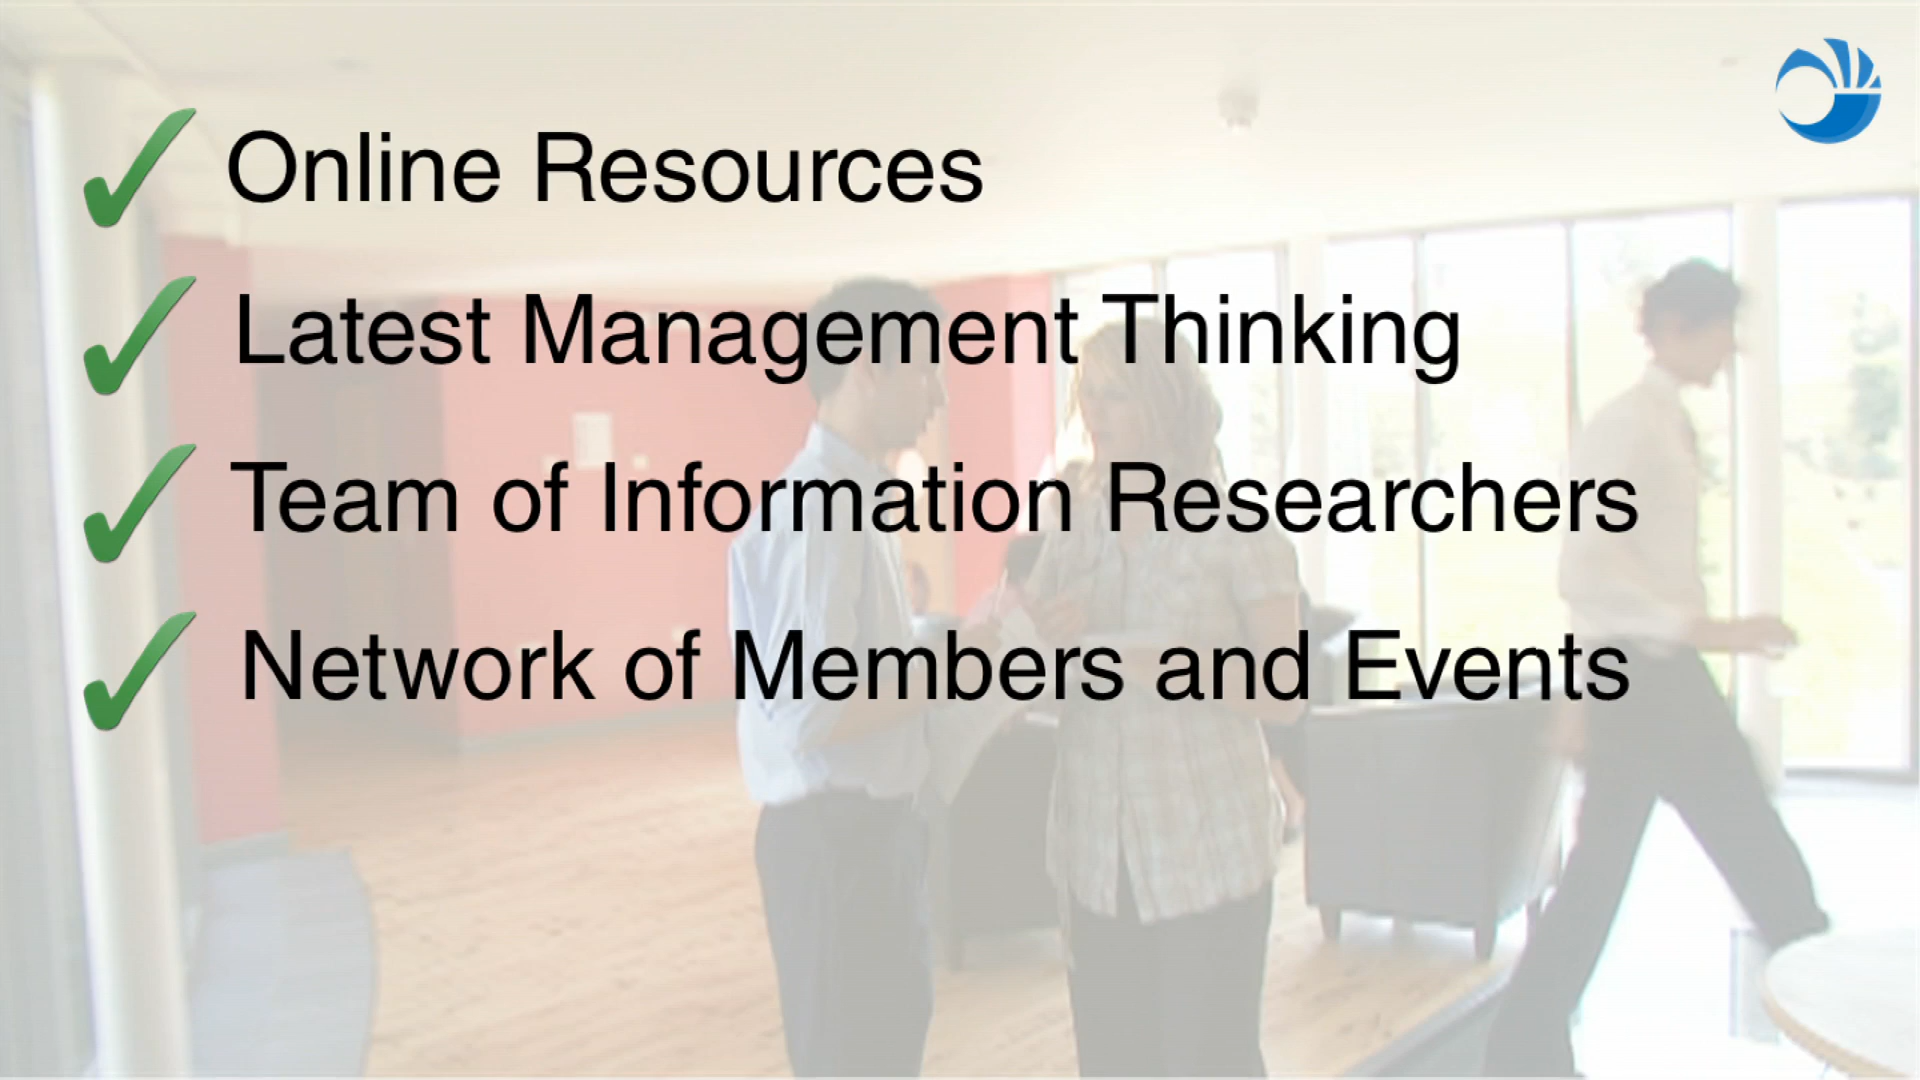 Online Resources
Latest Management Thinking
Team of Information Researchers
Network of Members and Events